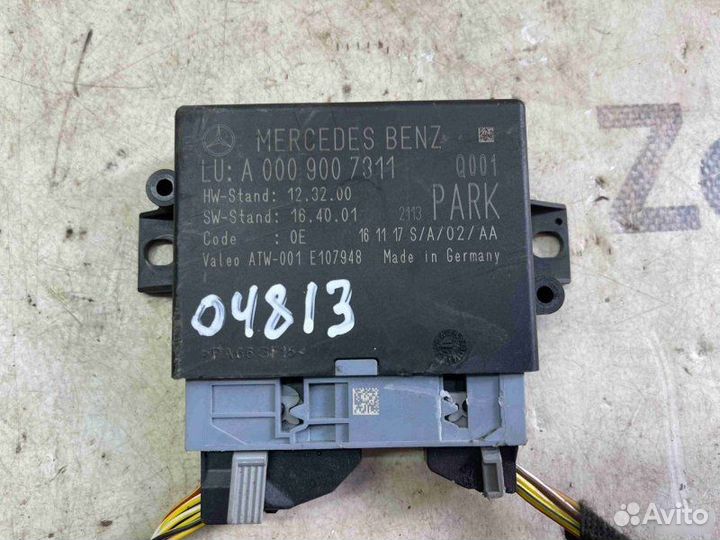 MERCEDES BENZ
LU: A 000 900 7311 Q001
HW-Stand: 12.32.00
SW-Stand: 16.40.01 2113 PARK
Code : 0E 16 11 17 S/A/02/AA
Valeo ATW-001 E107948 Made in Germany
04813
Avito